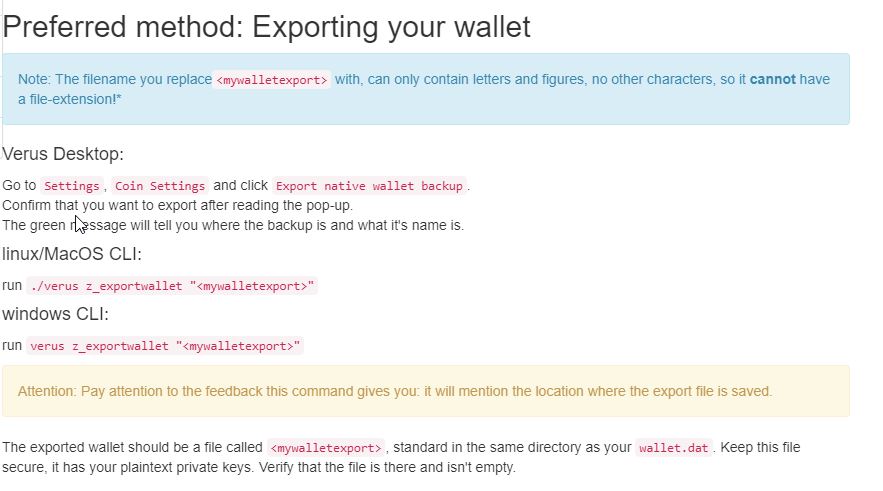 Preferred method: Exporting your wallet
Note: The filename you replace <mywalletexport> with, can only contain letters and figures, no other characters, so it cannot have
a file-extension!*
Verus Desktop:
Go to Settings, Coin Settings and click Export native wallet backup.
Confirm that you want to export after reading the pop-up.
The green message will tell you where the backup is and what it's name is.
linux/MacOS CLI:
run ./verus z_exportwallet "<mywalletexport>"
windows CLI:
run verus z_exportwallet "<mywalletexport>"
Attention: Pay attention to the feedback this command gives you: it will mention the location where the export file is saved.
The exported wallet should be a file called <mywalletexport>, standard in the same directory as your wallet.dat. Keep this file
secure, it has your plaintext private keys. Verify that the file is there and isn't empty.